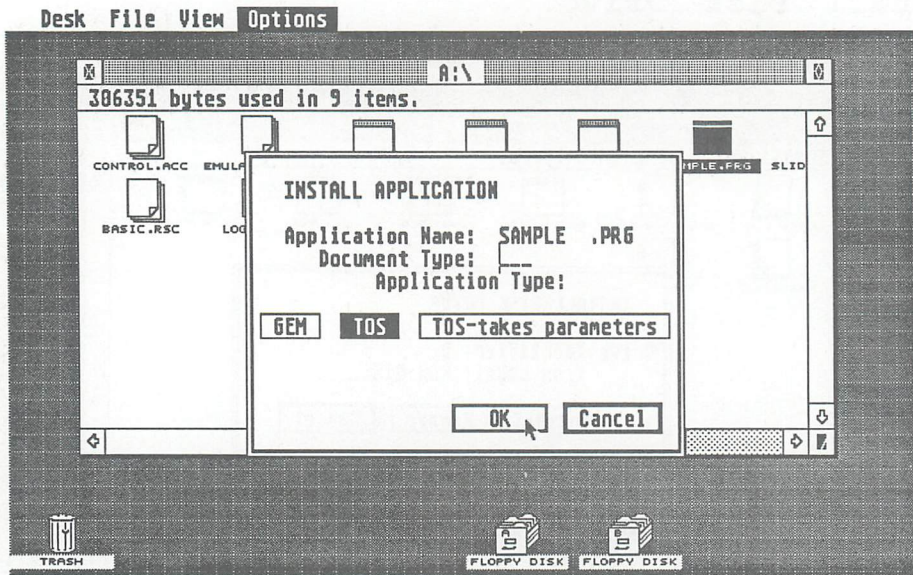 Desk File View Options
A:\
306351 bytes used in 9 items.
CONTROL.ACC
SLID
BASIC.RSC
INSTALL APPLICATION
Application Name: SAMPLE .PRG
Document Type: ___
Application Type:
GEM TOS TOS-takes parameters
OK Cancel
TRASH
FLOPPY DISK FLOPPY DISK